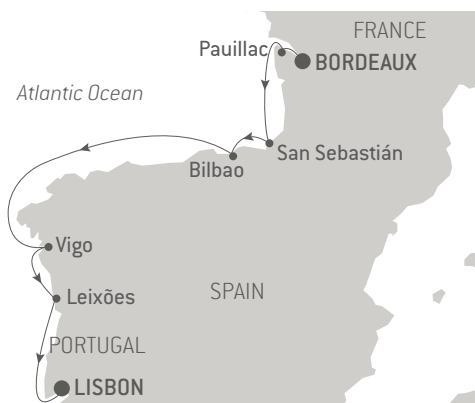 FRANCE
Pauillac
BORDEAUX
Atlantic Ocean
San Sebastián
Bilbao
Vigo
SPAIN
Leixões
PORTUGAL
LISBON